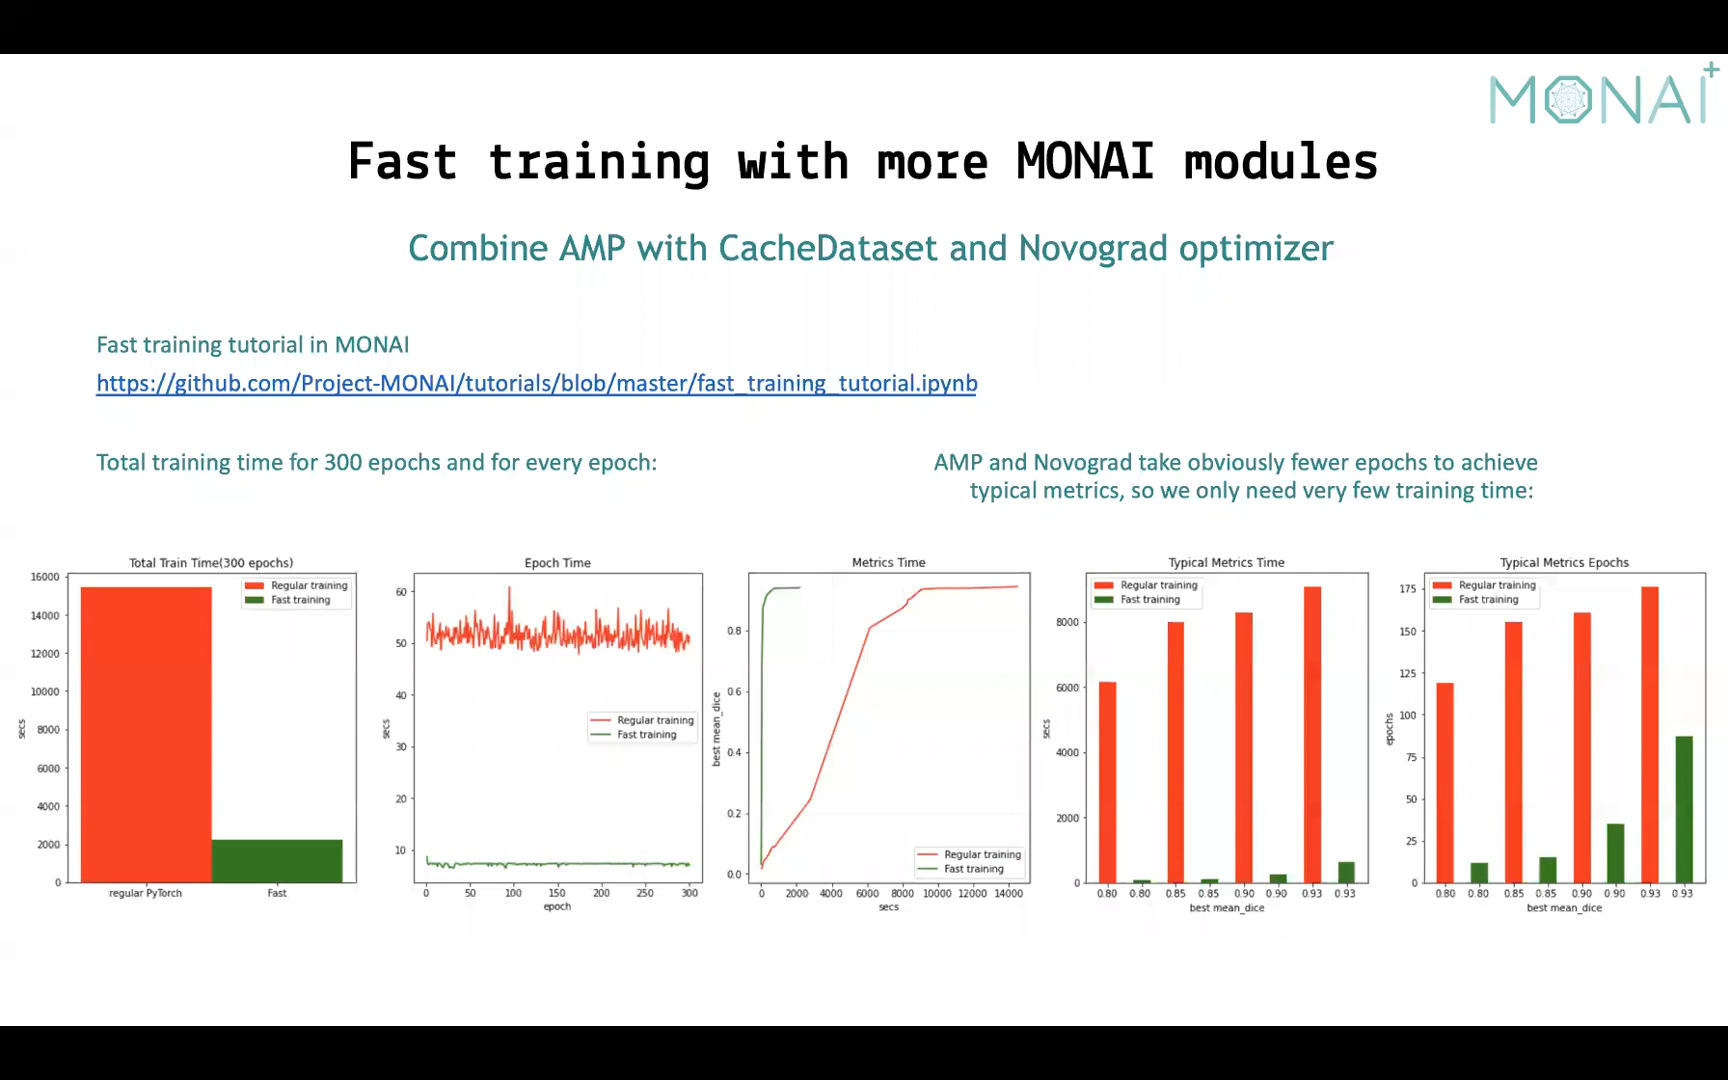 MONAI
Fast training with more MONAI modules
Combine AMP with CacheDataset and Novograd optimizer
Fast training tutorial in MONAI
https://github.com/Project-MONAI/tutorials/blob/master/fast_training_tutorial.ipynb
Total training time for 300 epochs and for every epoch:
AMP and Novograd take obviously fewer epochs to achieve
typical metrics, so we only need very few training time:
Total Train Time(300 epochs)
16000
14000
12000
10000
8000
6000
4000
2000
0
secs
Regular training
Fast training
regular PyTorch
Fast
Epoch Time
60
50
40
30
20
10
secs
Regular training
Fast training
0 50 100 150 200 250 300
epoch
Metrics Time
0.8
0.6
0.4
0.2
0.0
best mean_dice
Regular training
Fast training
0 2000 4000 6000 8000 10000 12000 14000
secs
Typical Metrics Time
Regular training
Fast training
8000
6000
4000
2000
0
secs
0.80 0.80 0.85 0.85 0.90 0.90 0.93 0.93
best mean_dice
Typical Metrics Epochs
Regular training
Fast training
175
150
125
100
75
50
25
0
epochs
0.80 0.80 0.85 0.85 0.90 0.90 0.93 0.93
best mean_dice